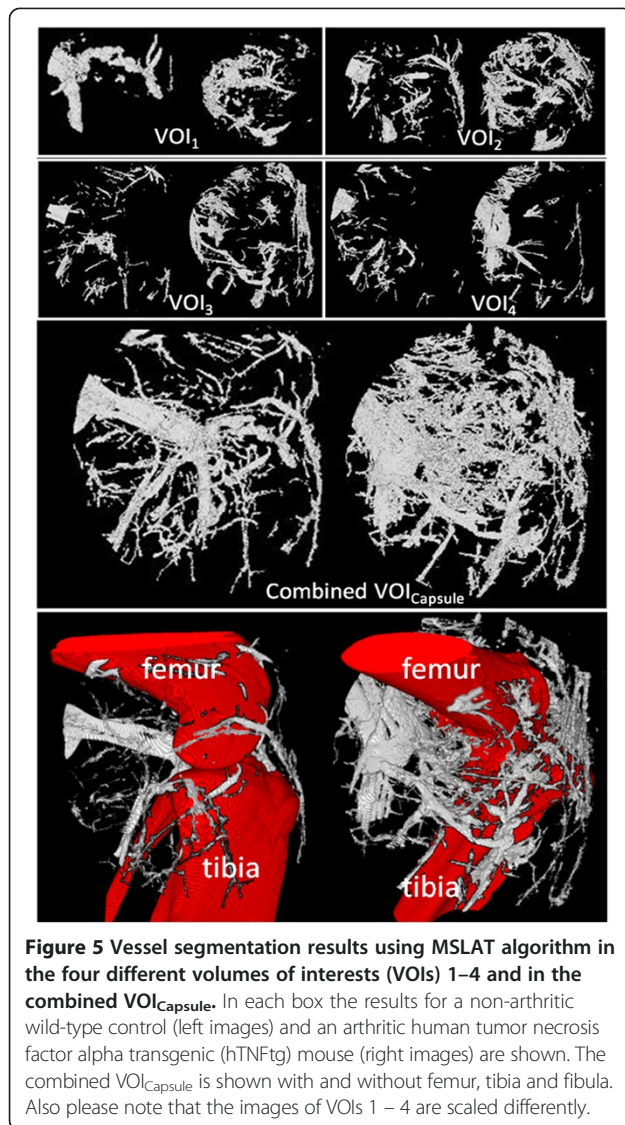 VOI₁
VOI₂
VOI₃
VOI₄
Combined VOI_Capsule
femur
femur
tibia
tibia
Figure 5 Vessel segmentation results using MSLAT algorithm in
the four different volumes of interests (VOIs) 1–4 and in the
combined VOI_Capsule. In each box the results for a non-arthritic
wild-type control (left images) and an arthritic human tumor necrosis
factor alpha transgenic (hTNFtg) mouse (right images) are shown. The
combined VOI_Capsule is shown with and without femur, tibia and fibula.
Also please note that the images of VOIs 1 – 4 are scaled differently.